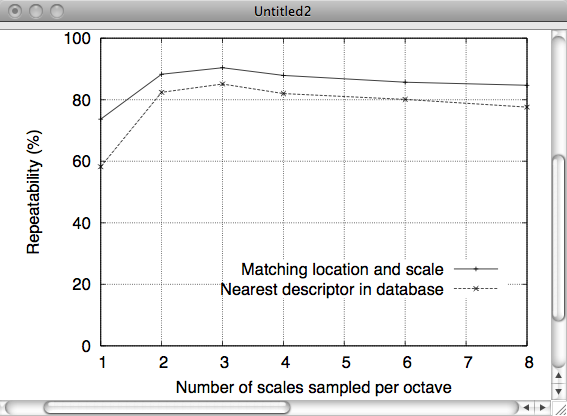 Untitled2
100
80
60
40
20
0
Repeatability (%)
Matching location and scale
Nearest descriptor in database
1 2 3 4 5 6 7 8
Number of scales sampled per octave